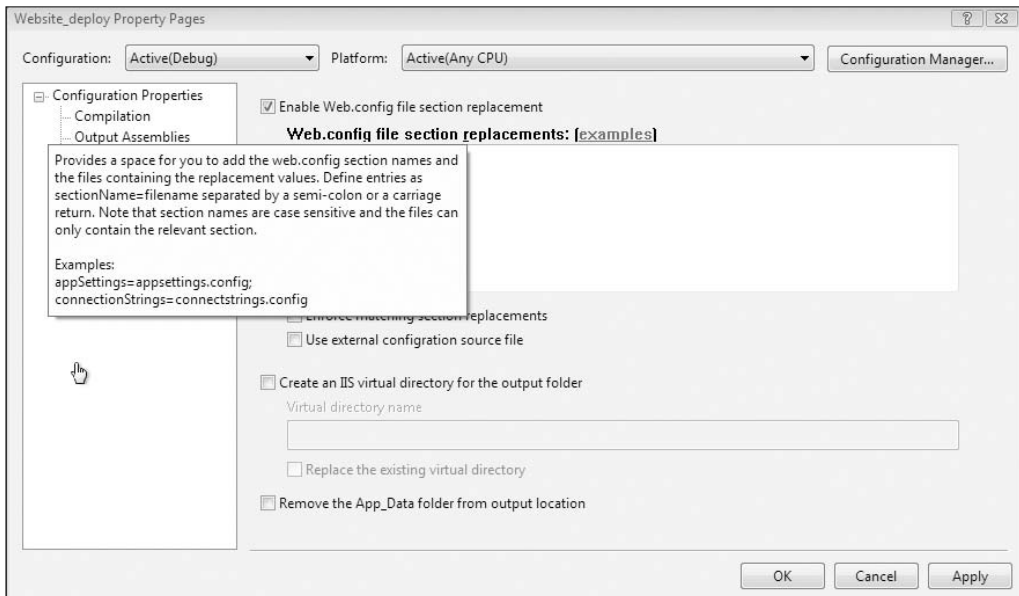 Website_deploy Property Pages
Configuration: Active(Debug) Platform: Active(Any CPU) Configuration Manager...
Configuration Properties
Compilation
Output Assemblies
Enable Web.config file section replacement
Web.config file section replacements: (examples)
Provides a space for you to add the web.config section names and
the files containing the replacement values. Define entries as
sectionName=filename separated by a semi-colon or a carriage
return. Note that section names are case sensitive and the files can
only contain the relevant section.
Examples:
appSettings=appsettings.config;
connectionStrings=connectstrings.config
Enforce matching section replacements
Use external configration source file
Create an IIS virtual directory for the output folder
Virtual directory name
Replace the existing virtual directory
Remove the App_Data folder from output location
OK Cancel Apply